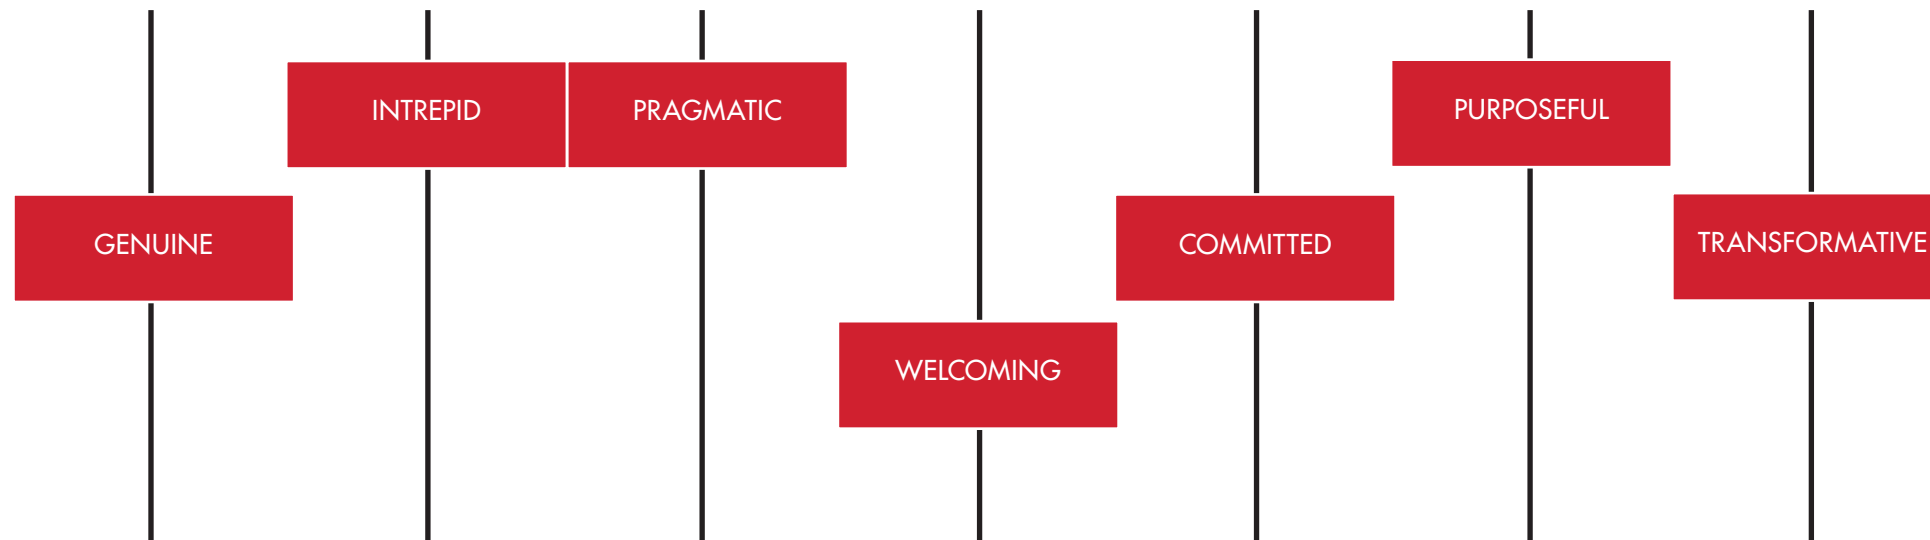 GENUINE
INTREPID
PRAGMATIC
WELCOMING
COMMITTED
PURPOSEFUL
TRANSFORMATIVE